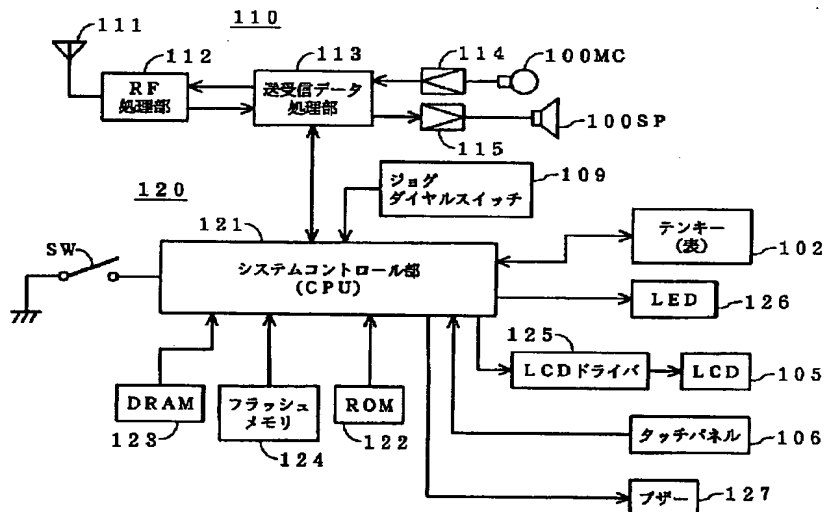 111
110
112
113
114
100MC
RF
処理部
送受信データ
処理部
115
100SP
120
ジョグ
ダイヤルスイッチ
109
121
SW
システムコントロール部
(CPU)
テンキー
(表)
102
LED
126
125
LCDドライバ
LCD
105
DRAM
123
フラッシュ
メモリ
124
ROM
122
タッチパネル
106
ブザー
127